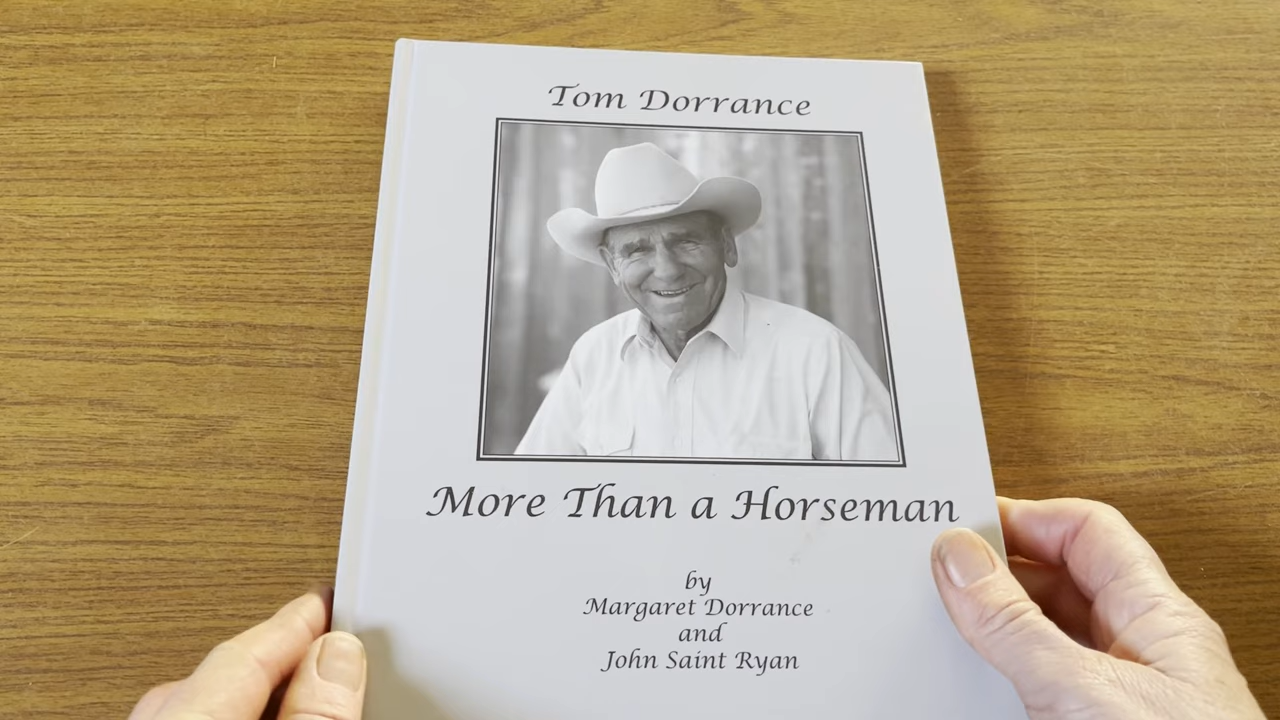 Tom Dorrance
More Than a Horseman
by
Margaret Dorrance
and
John Saint Ryan